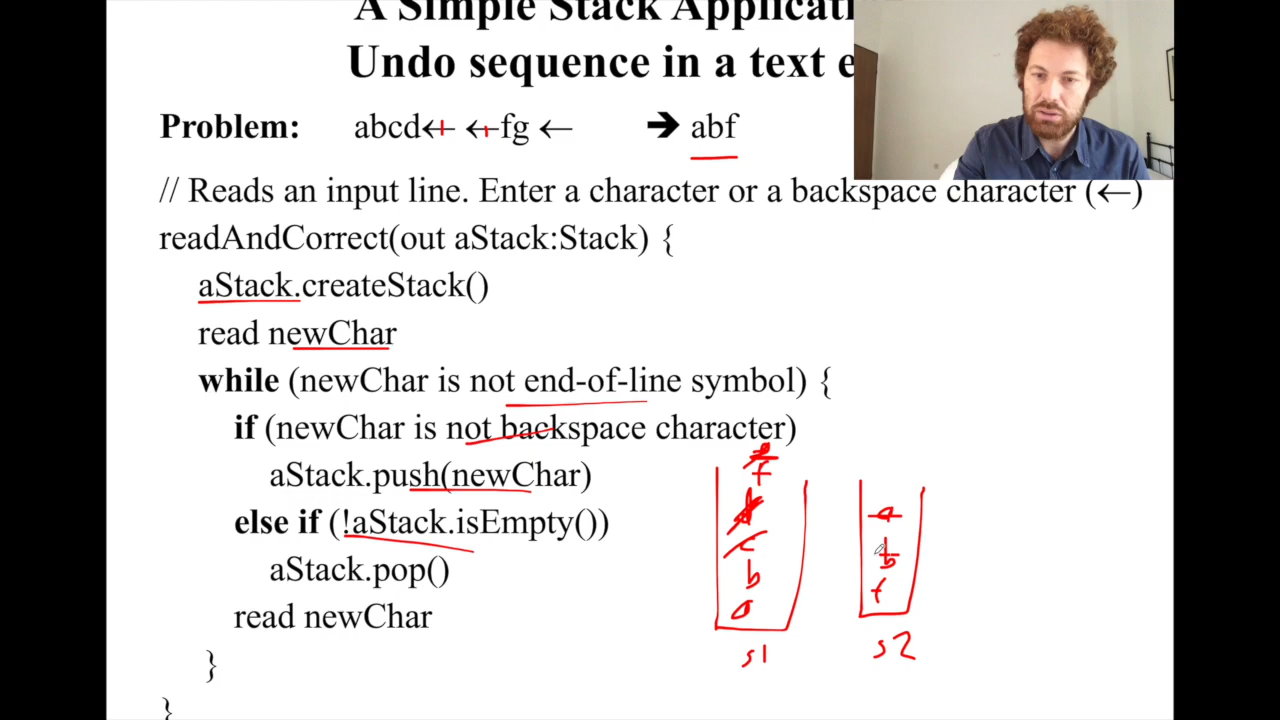 A Simple Stack Applicati
Undo sequence in a text e
Problem: abcd← ←fg ← ➔ abf
// Reads an input line. Enter a character or a backspace character (←)
readAndCorrect(out aStack:Stack) {
aStack.createStack()
read newChar
while (newChar is not end-of-line symbol) {
if (newChar is not backspace character)
aStack.push(newChar)
else if (!aStack.isEmpty())
aStack.pop()
read newChar
}
}
f
c
b
a
s1
a
b
f
s2